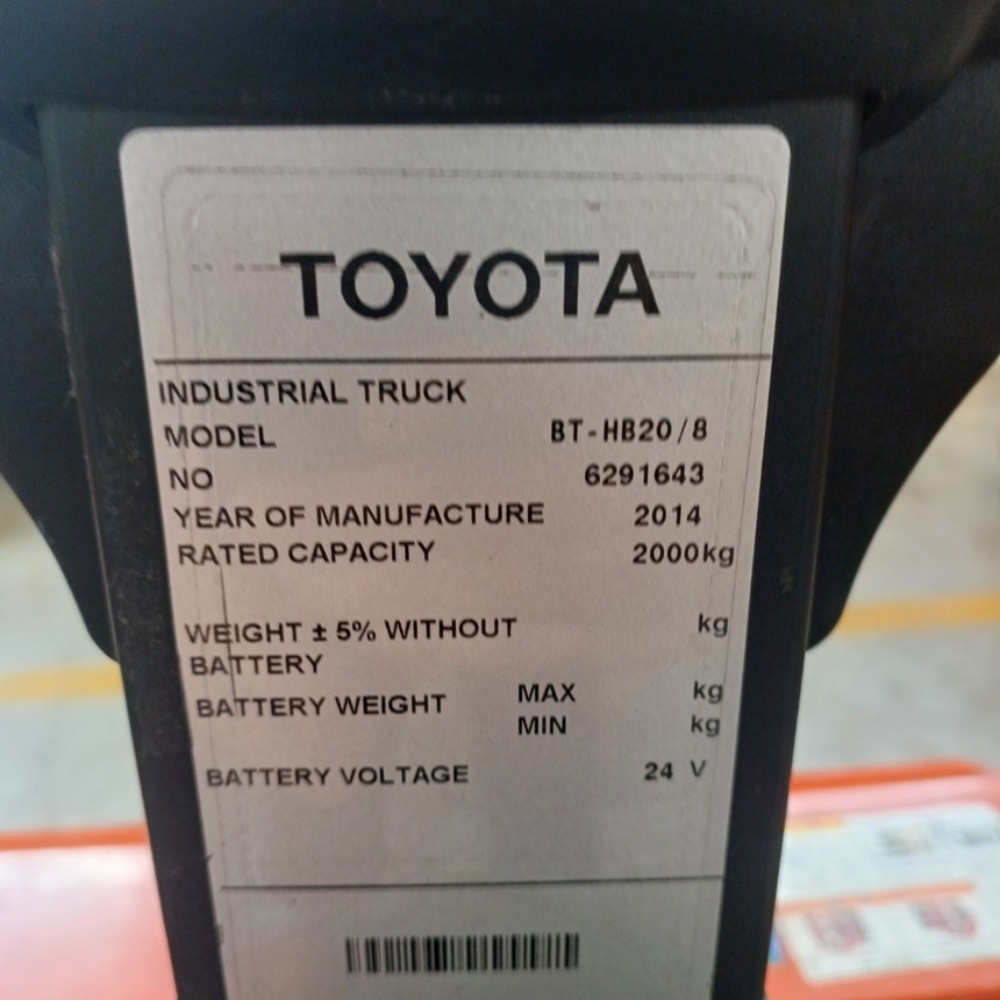 TOYOTA
INDUSTRIAL TRUCK
MODEL BT-HB20/8
NO 6291643
YEAR OF MANUFACTURE 2014
RATED CAPACITY 2000kg
WEIGHT ± 5% WITHOUT kg
BATTERY
BATTERY WEIGHT MAX kg
MIN kg
BATTERY VOLTAGE 24 V